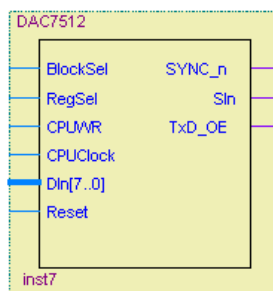 DAC7512
BlockSel SYNC_n
RegSel SIn
CPUWR TxD_OE
CPUClock
DIn[7..0]
Reset
inst7